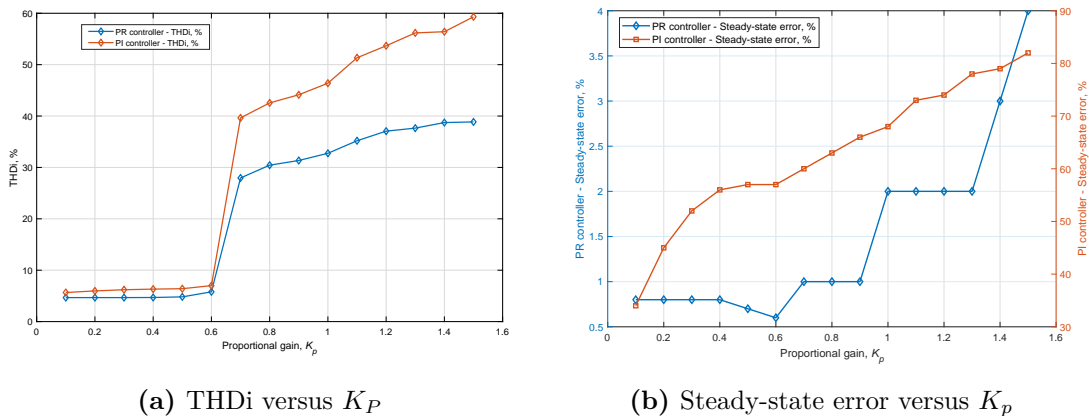 PR controller - THDi, %
PI controller - THDi, %
THDi, %
60
50
40
30
20
10
0
0 0.2 0.4 0.6 0.8 1 1.2 1.4 1.6
Proportional gain, Kp
(a) THDi versus KP
PR controller - Steady-state error, %
PI controller - Steady-state error, %
PR controller - Steady-state error, %
4
3.5
3
2.5
2
1.5
1
0.5
90
80
70
60
50
40
30
PI controller - Steady-state error, %
0 0.2 0.4 0.6 0.8 1 1.2 1.4 1.6
Proportional gain, Kp
(b) Steady-state error versus Kp